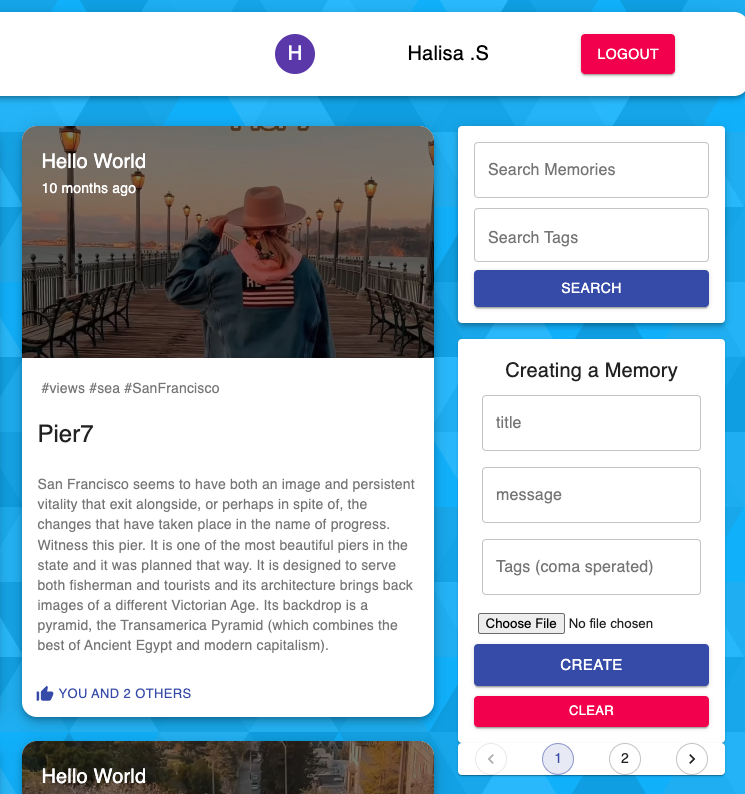 H
Halisa .S
LOGOUT
Hello World
10 months ago
#views #sea #SanFrancisco
Pier7
San Francisco seems to have both an image and persistent
vitality that exit alongside, or perhaps in spite of, the
changes that have taken place in the name of progress.
Witness this pier. It is one of the most beautiful piers in the
state and it was planned that way. It is designed to serve
both fisherman and tourists and its architecture brings back
images of a different Victorian Age. Its backdrop is a
pyramid, the Transamerica Pyramid (which combines the
best of Ancient Egypt and modern capitalism).
YOU AND 2 OTHERS
Hello World
Search Memories
Search Tags
SEARCH
Creating a Memory
title
message
Tags (coma sperated)
Choose File No file chosen
CREATE
CLEAR
1 2